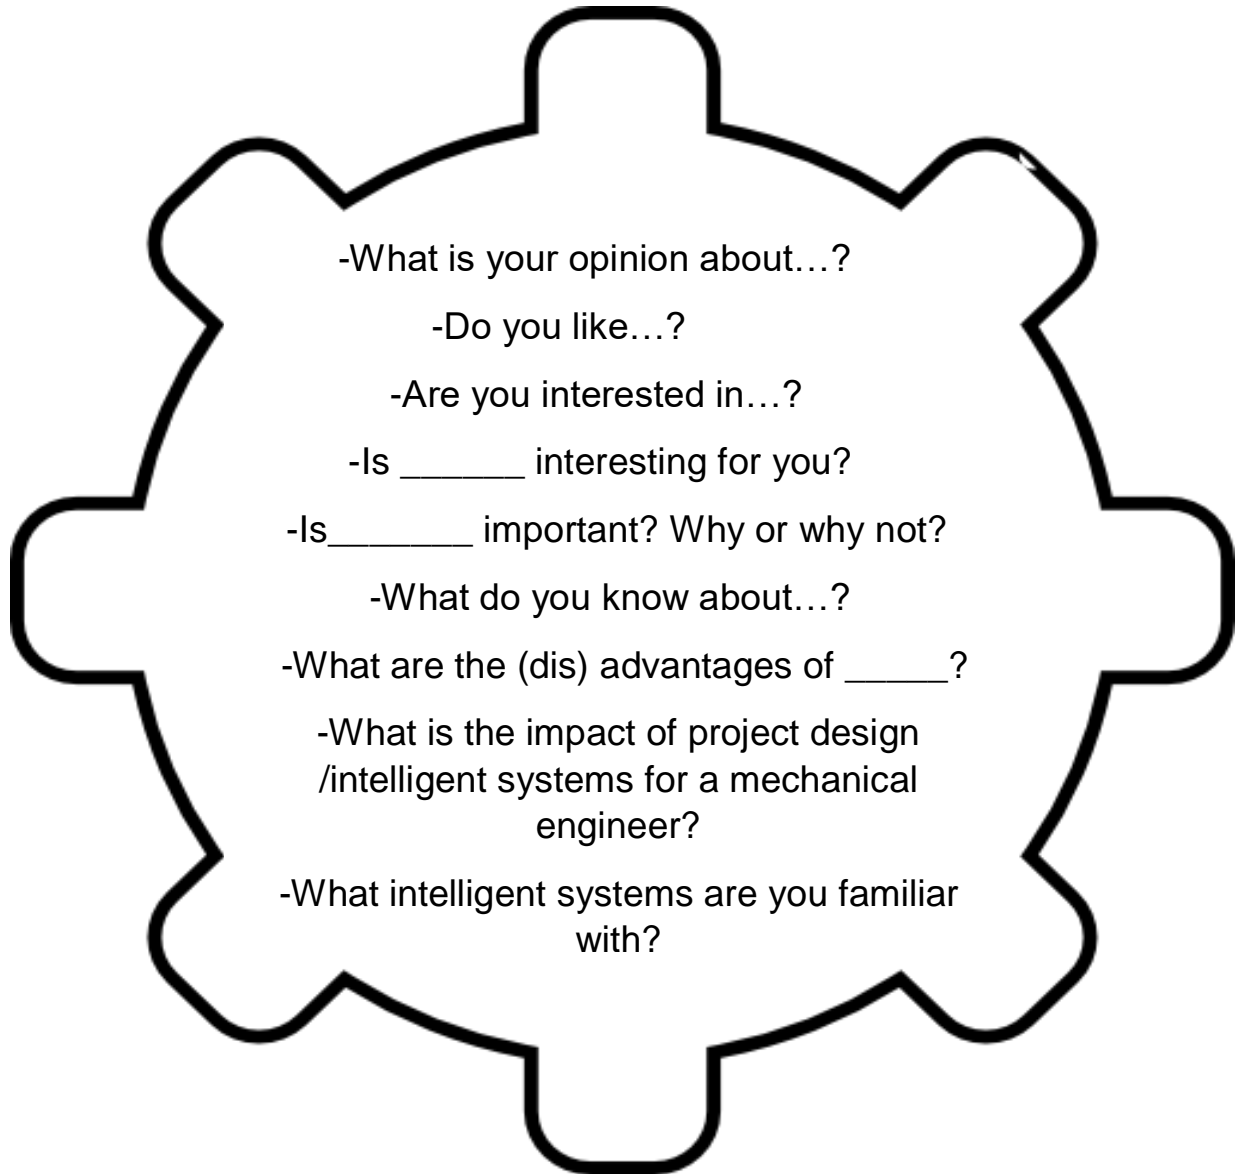 -What is your opinion about…?
-Do you like…?
-Are you interested in…?
-Is ______ interesting for you?
-Is_______ important? Why or why not?
-What do you know about…?
-What are the (dis) advantages of _____?
-What is the impact of project design
/intelligent systems for a mechanical
engineer?
-What intelligent systems are you familiar
with?